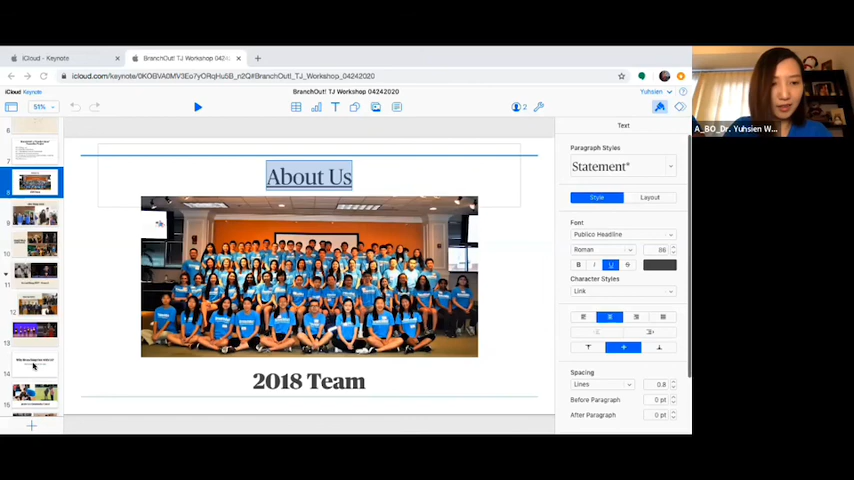 iCloud - Keynote
BranchOut! TJ Workshop 0424
icloud.com/keynote/0KOBVA0MV3Eo7yORqHu5B_n2Q#BranchOut!_TJ_Workshop_04242020
iCloud Keynote
BranchOut! TJ Workshop 04242020
Yuhsien
51%
2
Text
Paragraph Styles
Statement*
Style
Layout
Font
Publico Headline
Roman
86
B I U S
Character Styles
Link
Spacing
Lines
0.8
Before Paragraph
0 pt
After Paragraph
0 pt
6
7
8
9
10
11
12
13
14
15
About Us
2018 Team
A_BO_Dr. Yuhsien W...